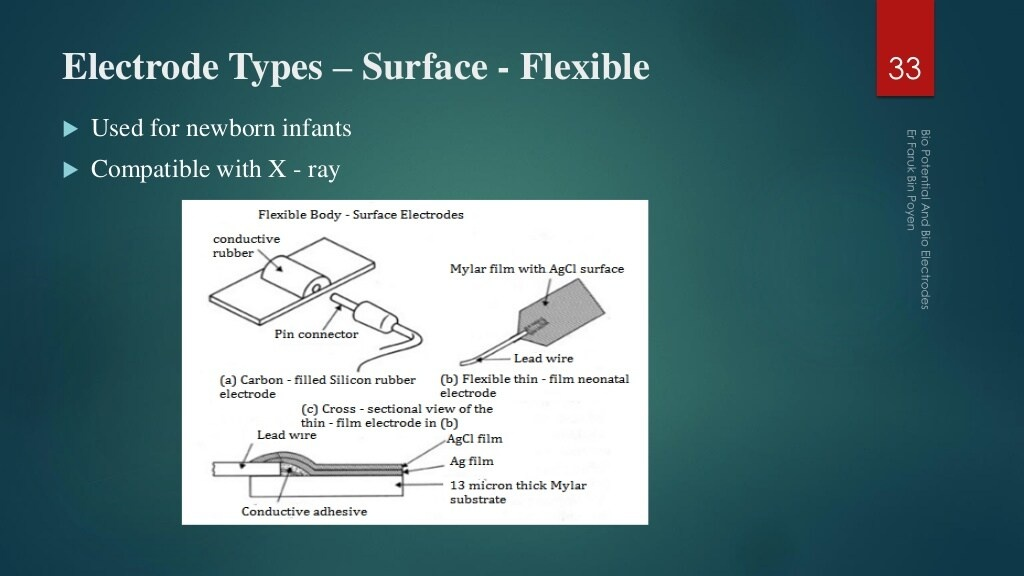 Electrode Types – Surface - Flexible
33
Used for newborn infants
Compatible with X - ray
Bio Potential And Bio Electrodes
Er Faruk Bin Poyen
Flexible Body - Surface Electrodes
conductive
rubber
Pin connector
(a) Carbon - filled Silicon rubber
electrode
Mylar film with AgCl surface
Lead wire
(b) Flexible thin - film neonatal
electrode
(c) Cross - sectional view of the
thin - film electrode in (b)
Lead wire
AgCl film
Ag film
13 micron thick Mylar
substrate
Conductive adhesive